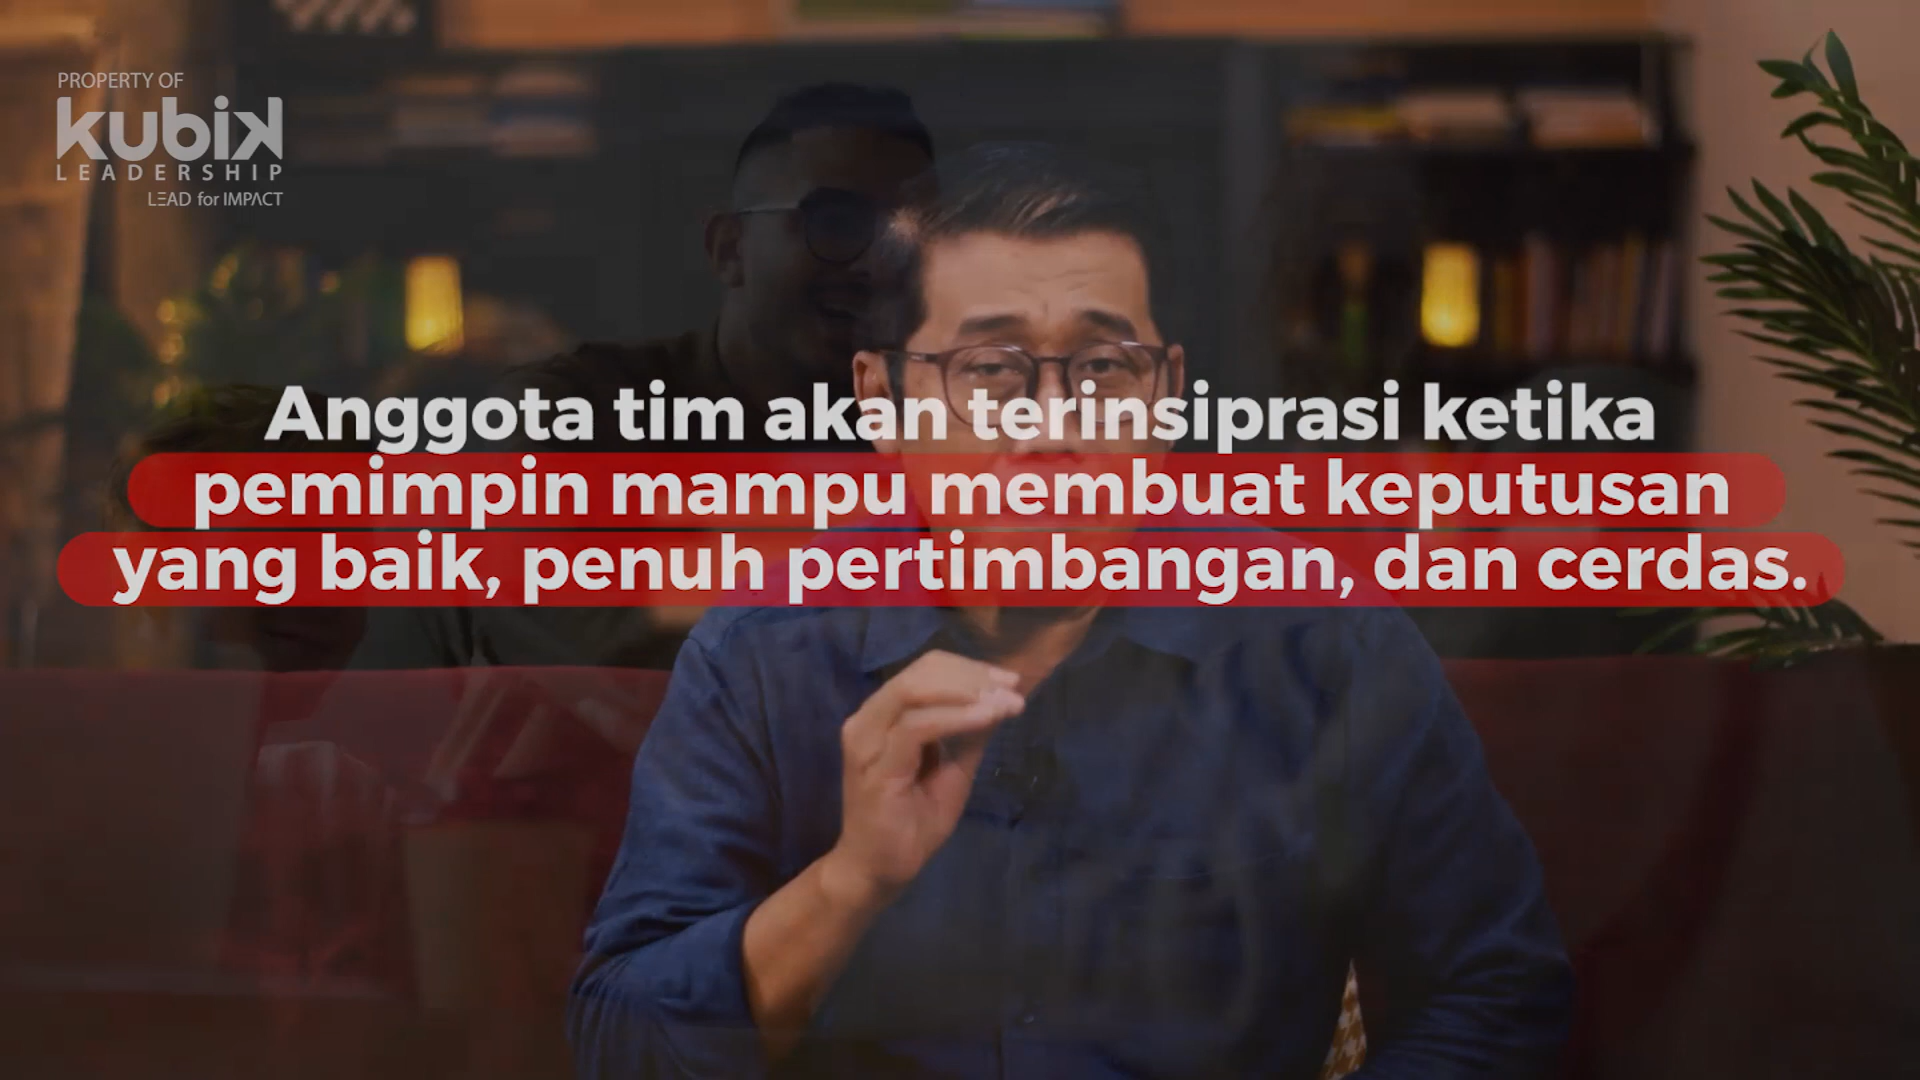 PROPERTY OF
kubik
LEADERSHIP
LEAD for IMPACT
Anggota tim akan terinsiprasi ketika
pemimpin mampu membuat keputusan
yang baik, penuh pertimbangan, dan cerdas.